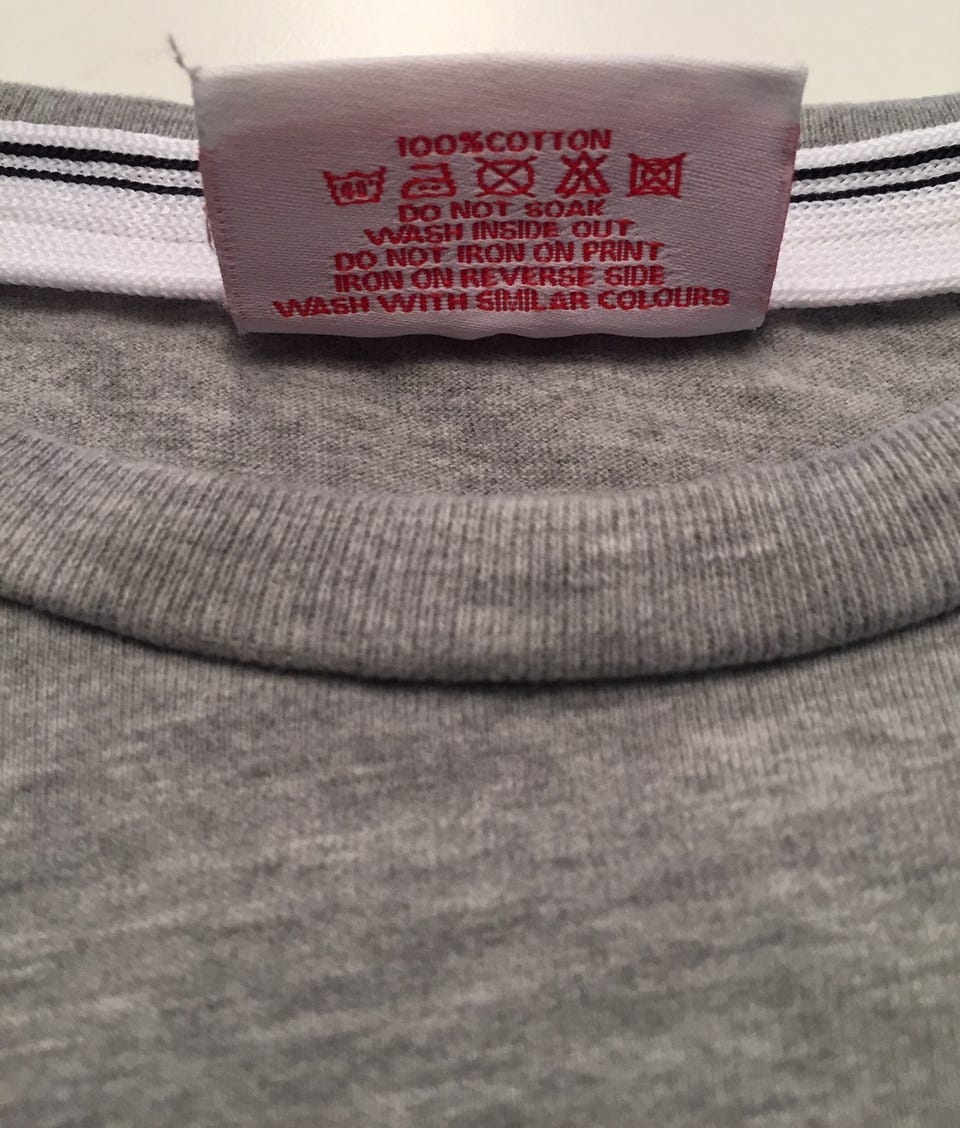 100%COTTON
DO NOT SOAK
WASH INSIDE OUT
DO NOT IRON ON PRINT
IRON ON REVERSE SIDE
WASH WITH SIMILAR COLOURS